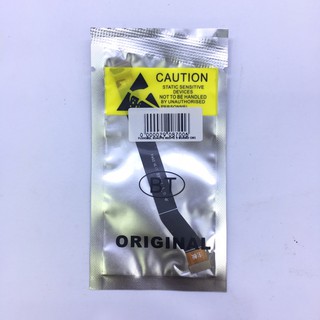 CAUTION
STATIC SENSITIVE
DEVICES
NOT TO BE HANDLED
BY UNAUTHORISED
BT
ORIGINAL